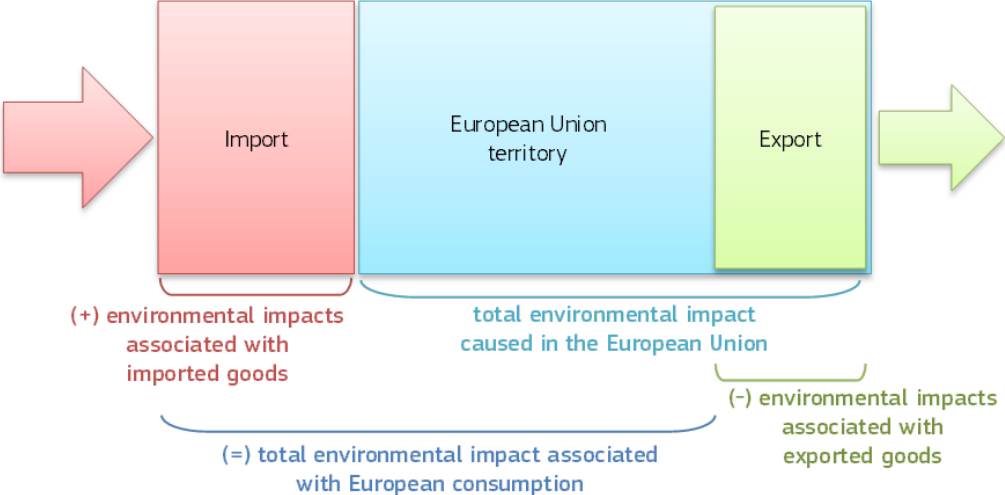 Import
European Union
territory
Export
(+) environmental impacts
associated with
imported goods
total environmental impact
caused in the European Union
(-) environmental impacts
associated with
exported goods
(=) total environmental impact associated
with European consumption